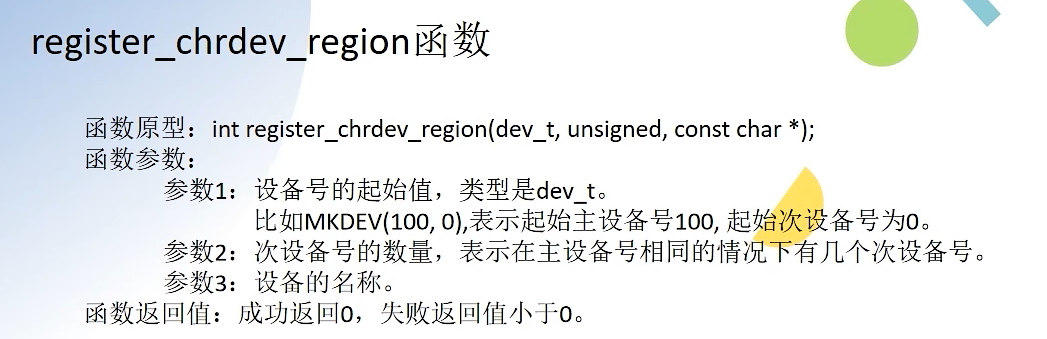 register_chrdev_region函数
函数原型：int register_chrdev_region(dev_t, unsigned, const char *);
函数参数：
参数1：设备号的起始值，类型是dev_t。
比如MKDEV(100, 0),表示起始主设备号100, 起始次设备号为0。
参数2：次设备号的数量，表示在主设备号相同的情况下有几个次设备号。
参数3：设备的名称。
函数返回值：成功返回0，失败返回值小于0。